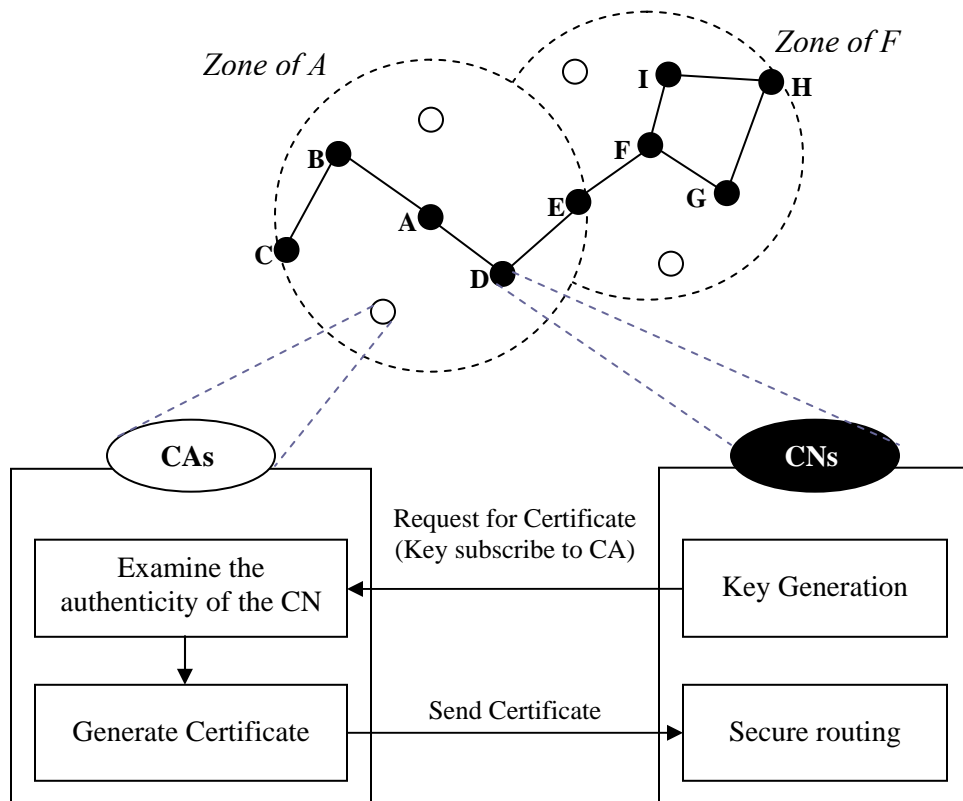 Zone of A
Zone of F
I
H
B
F
A
E
G
C
D
CAs
CNs
Request for Certificate
(Key subscribe to CA)
Examine the
authenticity of the CN
Key Generation
Generate Certificate
Send Certificate
Secure routing